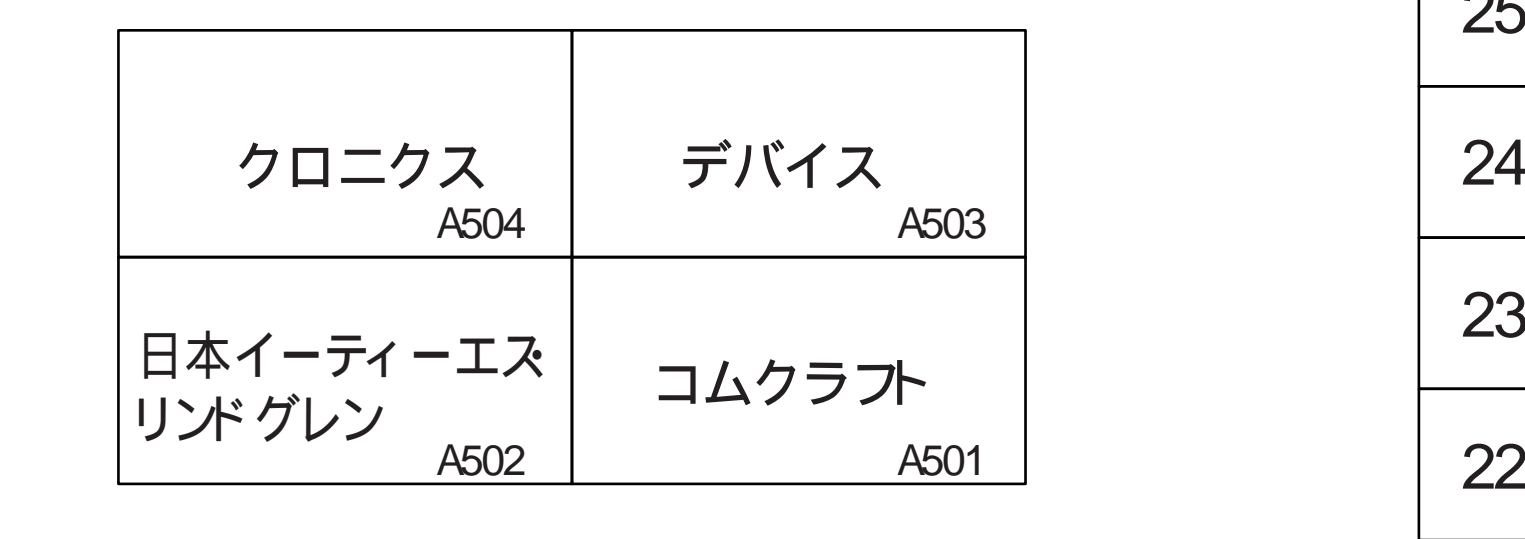 クロニクス
A504
デバイス
A503
日本イーティーエス・
リンドグレン
A502
コムクラフト
A501
25
24
23
22